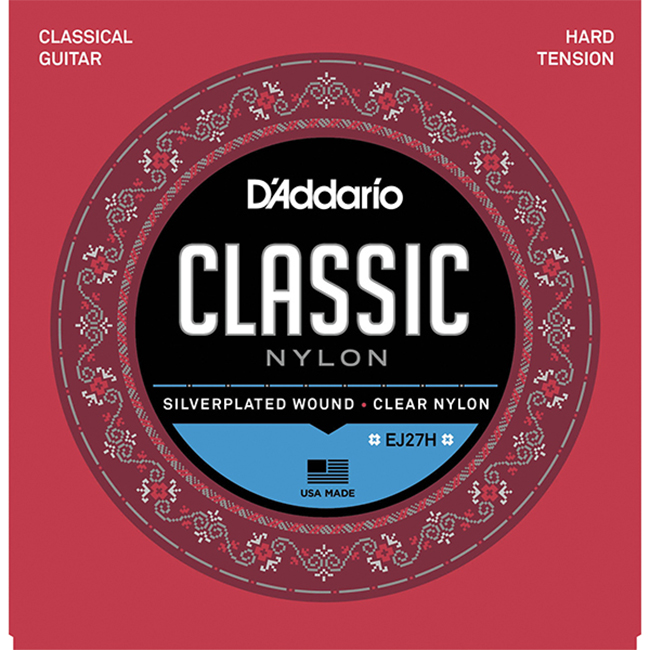 CLASSICAL
GUITAR
HARD
TENSION
D'Addario
CLASSIC
NYLON
SILVERPLATED WOUND • CLEAR NYLON
EJ27H
USA MADE